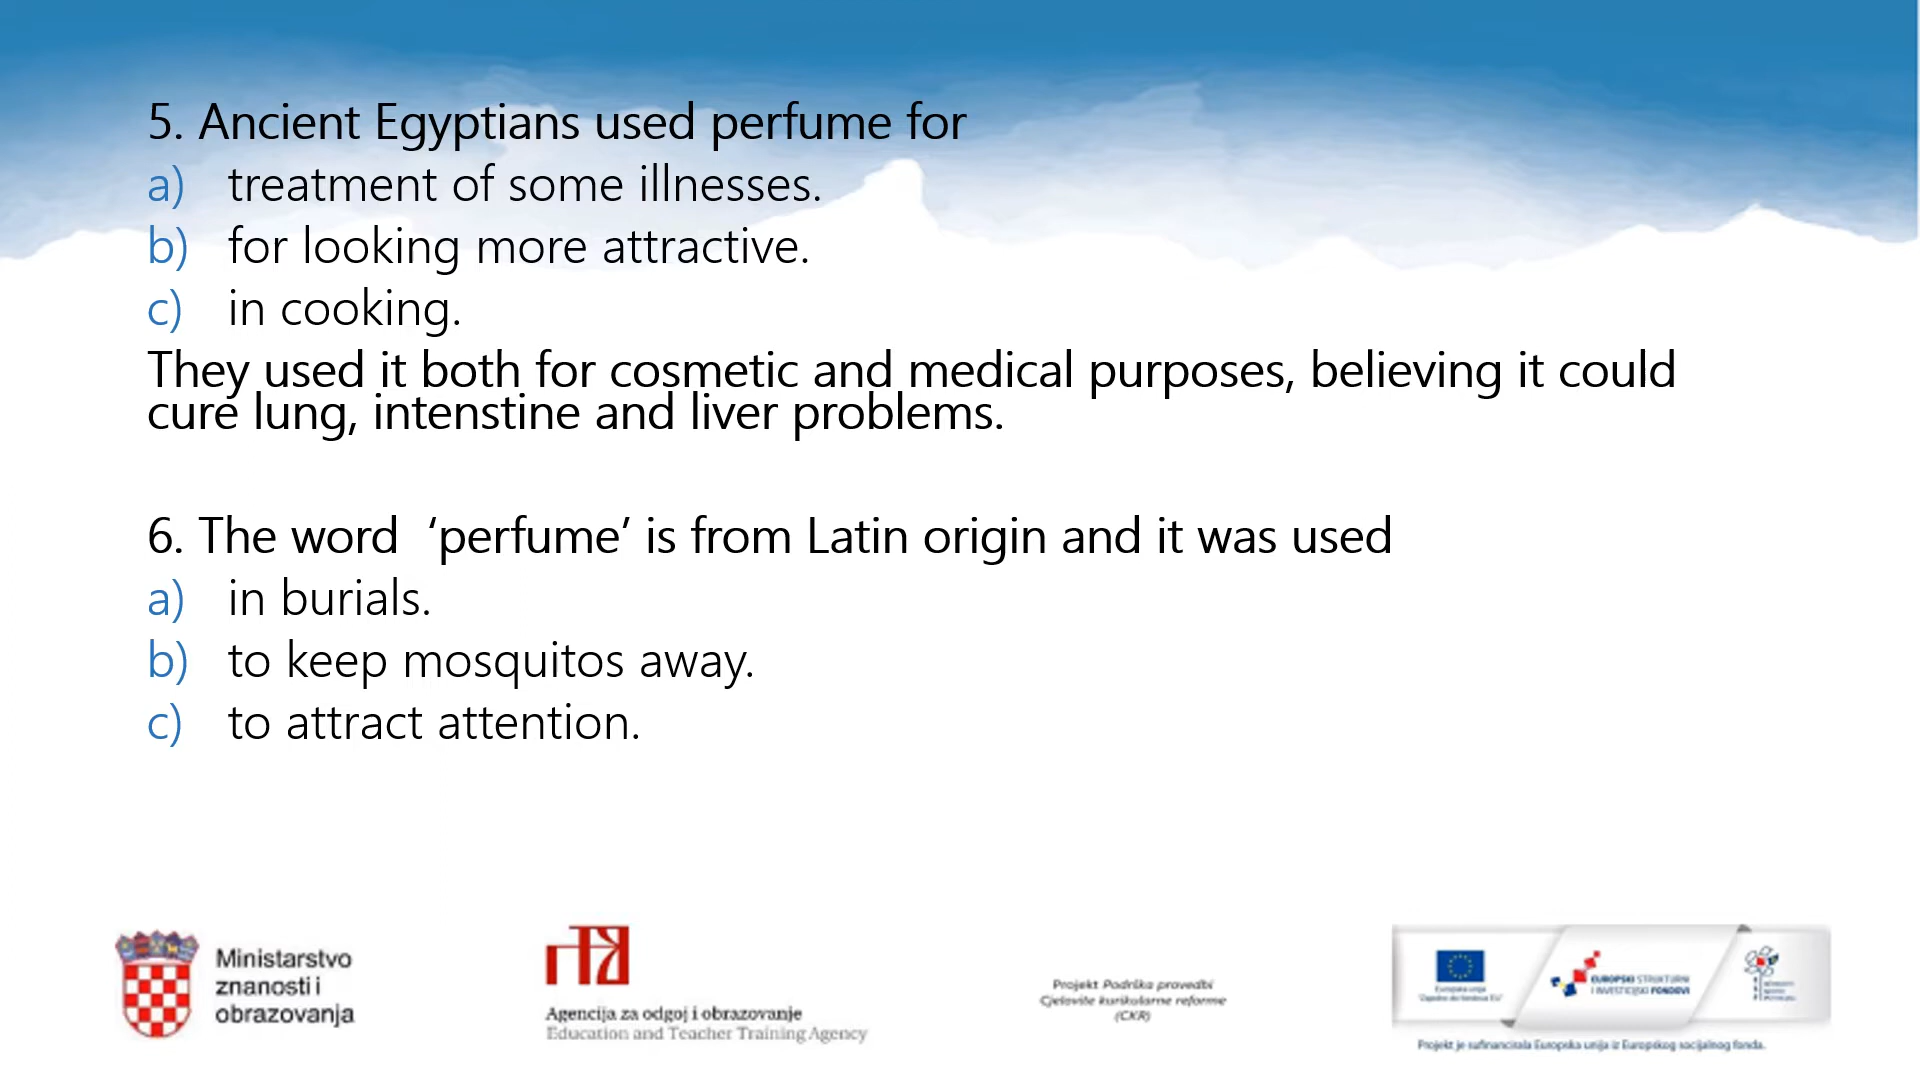 5. Ancient Egyptians used perfume for
a) treatment of some illnesses.
b) for looking more attractive.
c) in cooking.
They used it both for cosmetic and medical purposes, believing it could
cure lung, intenstine and liver problems.
6. The word ‘perfume’ is from Latin origin and it was used
a) in burials.
b) to keep mosquitos away.
c) to attract attention.
Ministarstvo
znanosti i
obrazovanja
Agencija za odgoj i obrazovanje
Education and Teacher Training Agency
Projekt Podrška provedbi
Cjelovite kurikularne reforme
(CKR)
Europska unija
EUROPSKI STRUKTURNI
I INVESTICIJSKI FONDOVI
Projekt je sufinancirala Europska unija iz Europskog socijalnog fonda.